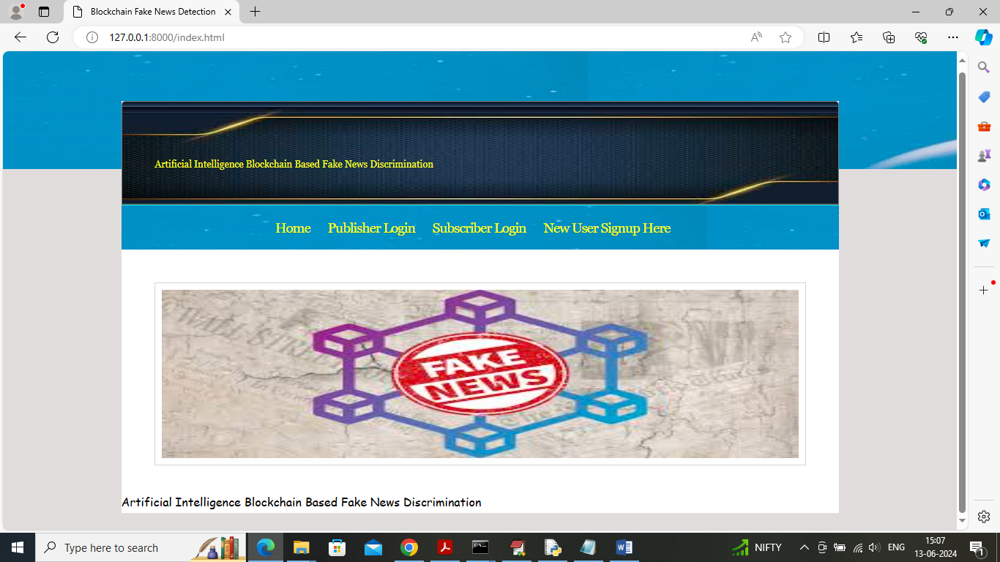 Blockchain Fake News Detection
127.0.0.1:8000/index.html
Artificial Intelligence Blockchain Based Fake News Discrimination
Home Publisher Login Subscriber Login New User Signup Here
FAKE
NEWS
Artificial Intelligence Blockchain Based Fake News Discrimination
Type here to search
NIFTY
ENG
15:07
13-06-2024
1